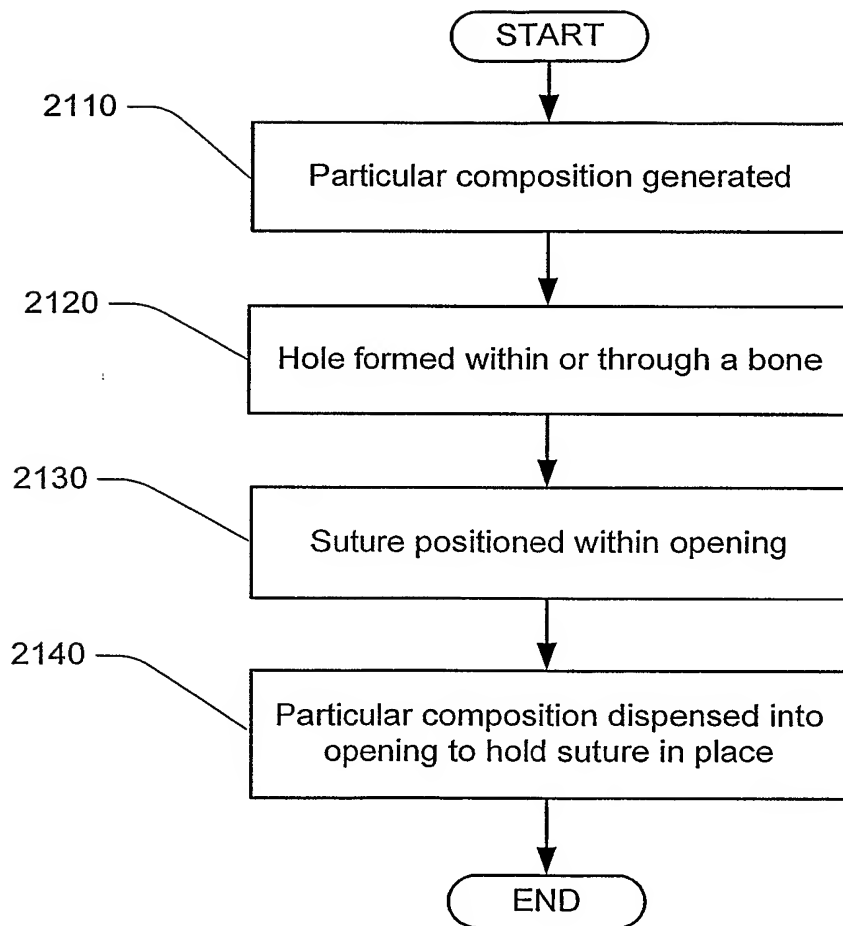 START
2110
Particular composition generated
2120
Hole formed within or through a bone
2130
Suture positioned within opening
2140
Particular composition dispensed into
opening to hold suture in place
END